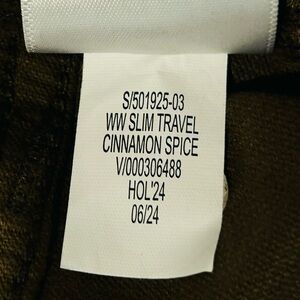 S/501925-03
WW SLIM TRAVEL
CINNAMON SPICE
V/000306488
HOL'24
06/24